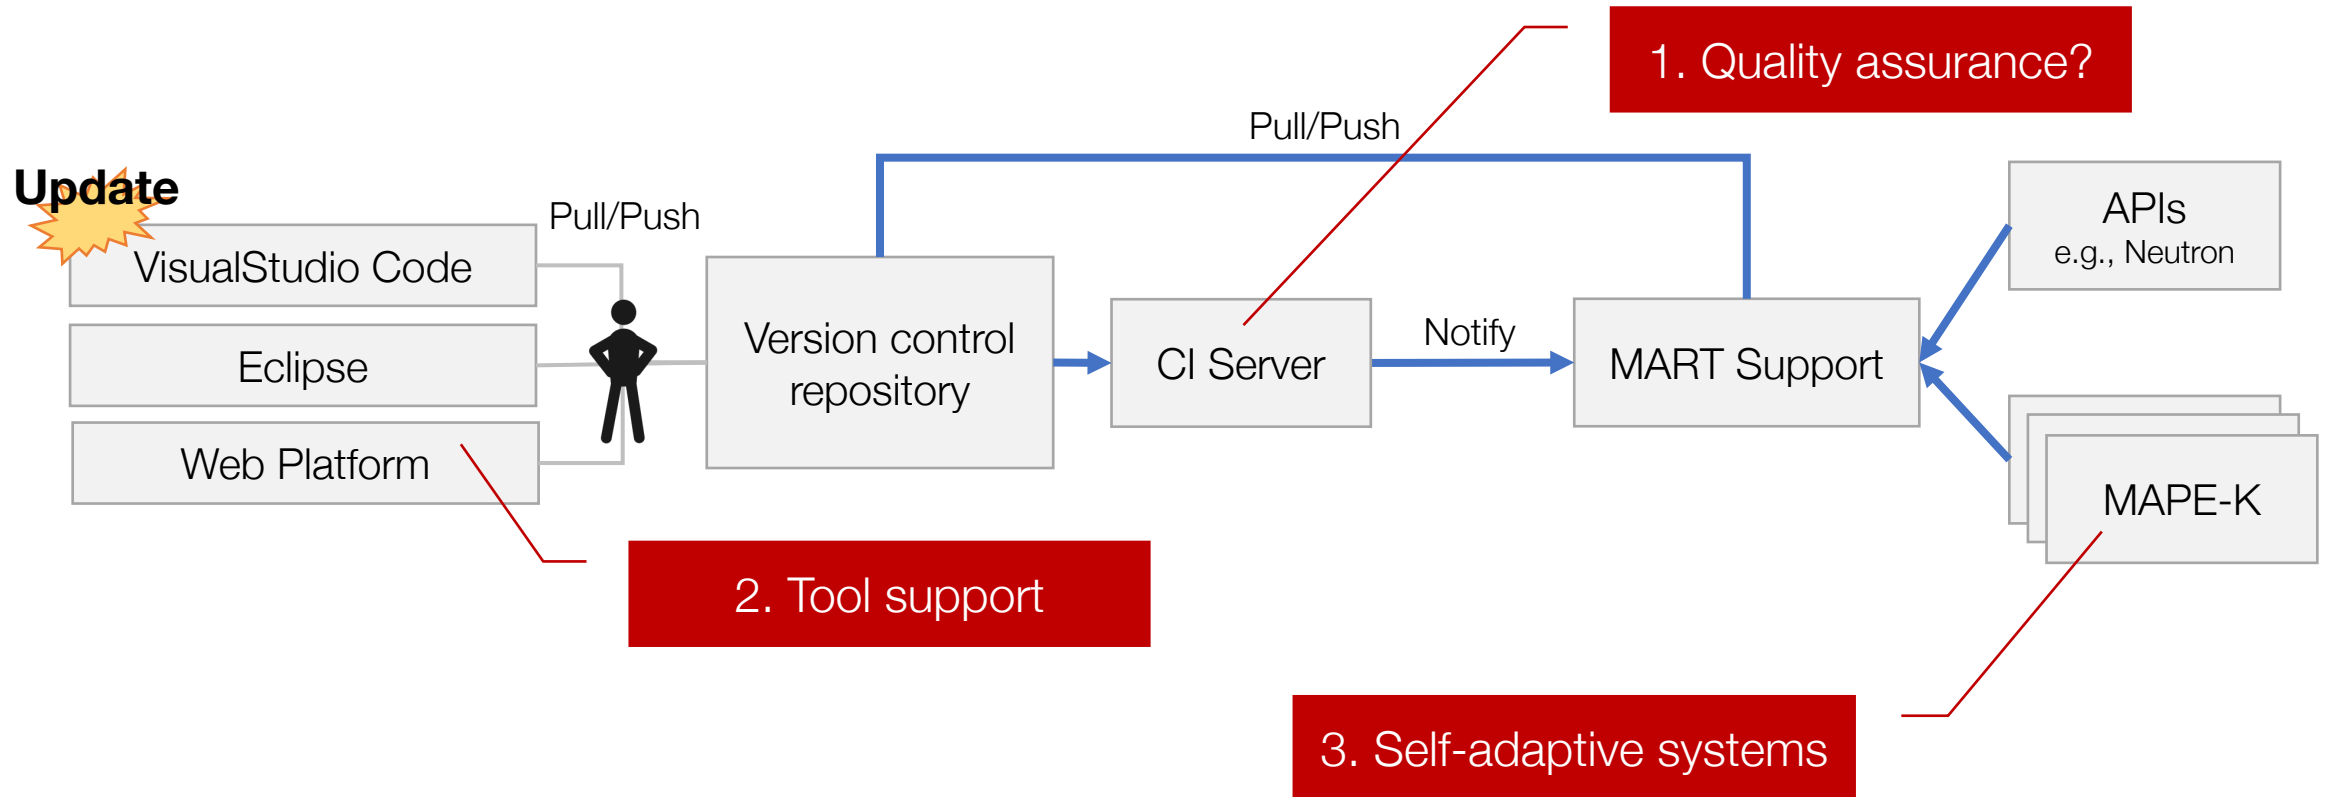 1. Quality assurance?
Pull/Push
Update
Pull/Push
VisualStudio Code
Eclipse
Web Platform
Version control
repository
CI Server
Notify
MART Support
APIs
e.g., Neutron
MAPE-K
2. Tool support
3. Self-adaptive systems